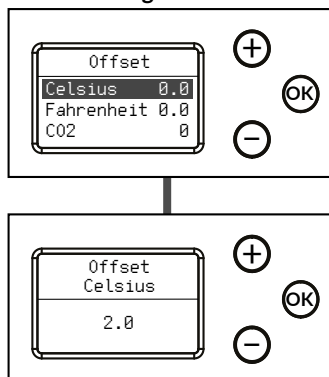 Offset
Celsius 0.0
Fahrenheit 0.0
CO2 0
+
OK
−
Offset
Celsius
2.0
+
OK
−